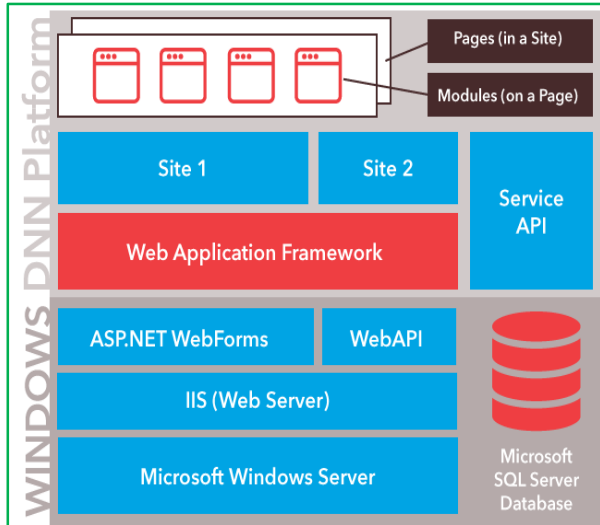 Pages (in a Site)
Modules (on a Page)
Site 1
Site 2
Service
API
Web Application Framework
DNN Platform
ASP.NET WebForms
WebAPI
IIS (Web Server)
Microsoft Windows Server
Microsoft
SQL Server
Database
WINDOWS